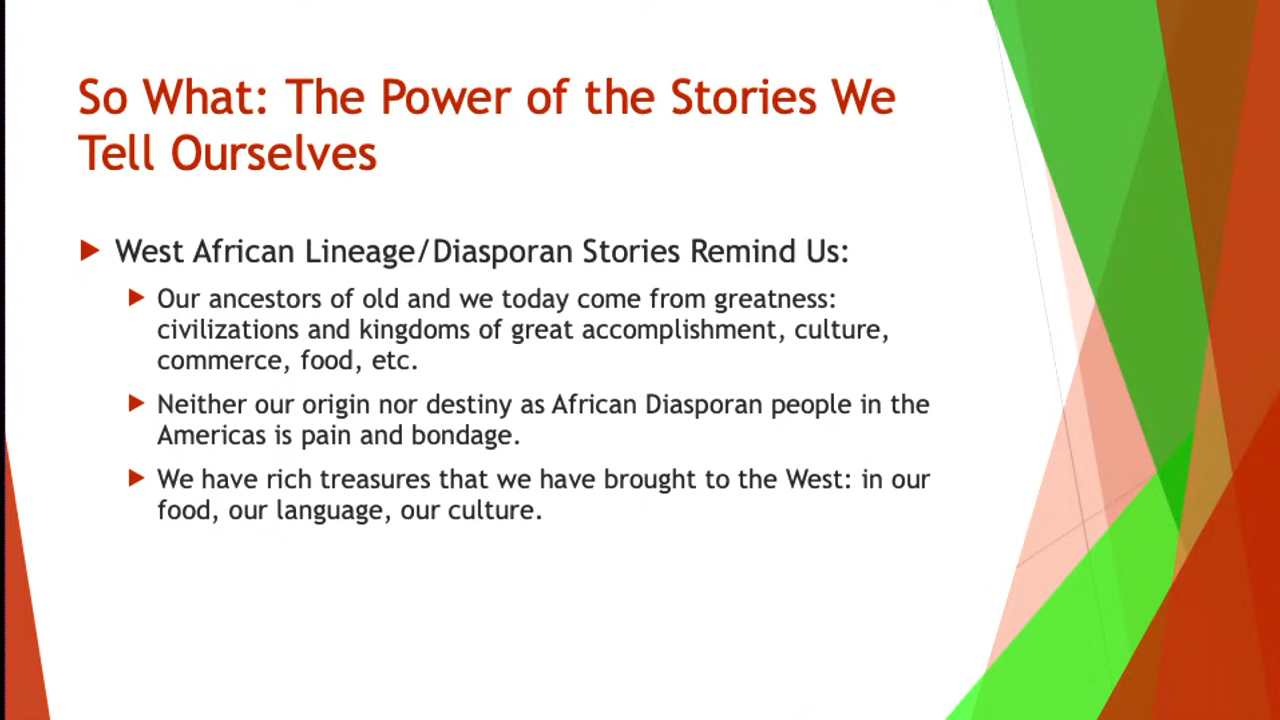 So What: The Power of the Stories We
Tell Ourselves
West African Lineage/Diasporan Stories Remind Us:
Our ancestors of old and we today come from greatness:
civilizations and kingdoms of great accomplishment, culture,
commerce, food, etc.
Neither our origin nor destiny as African Diasporan people in the
Americas is pain and bondage.
We have rich treasures that we have brought to the West: in our
food, our language, our culture.